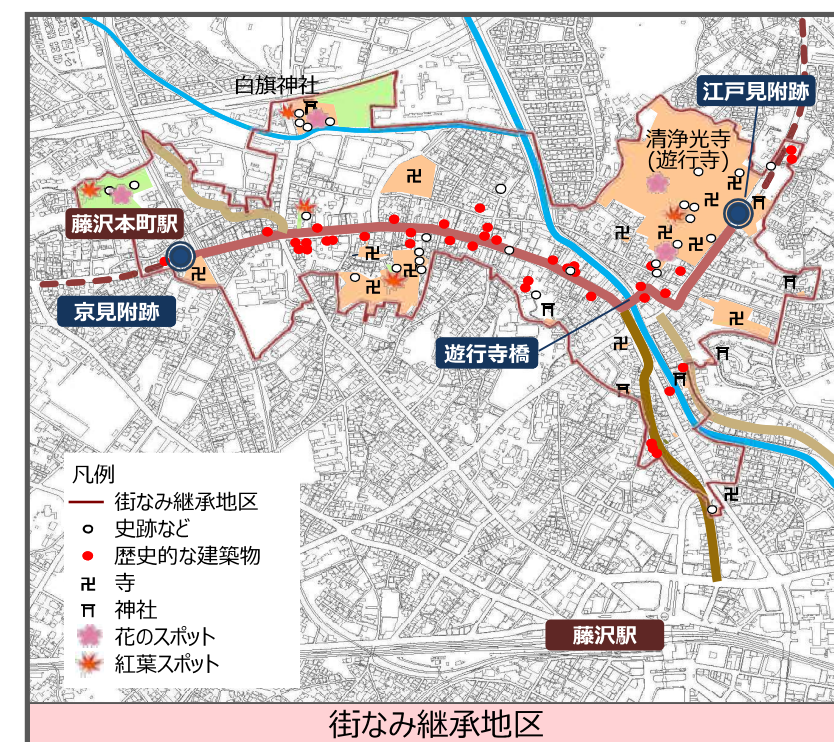 白旗神社
江戸見附跡
清浄光寺
(遊行寺)
藤沢本町駅
京見附跡
遊行寺橋
凡例
街なみ継承地区
史跡など
歴史的な建築物
寺
神社
花のスポット
紅葉スポット
藤沢駅
街なみ継承地区